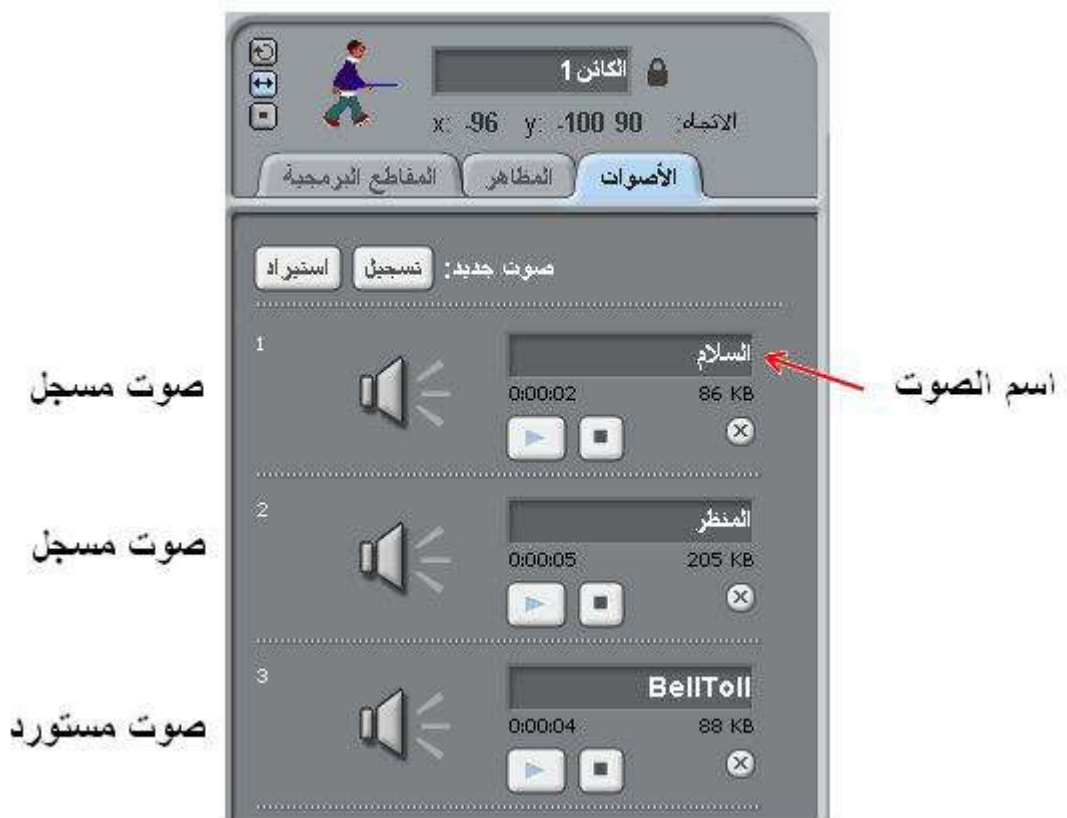 الكائن 1
x: -96 y: -100 90 الاتجاه:
الأصوات المظاهر المقاطع البرمجية
صوت جديد: تسجيل استيراد
1
السلام
اسم الصوت
صوت مسجل
0:00:02 86 KB
2
المنظر
صوت مسجل
0:00:05 205 KB
3
BellToll
صوت مستورد
0:00:04 88 KB